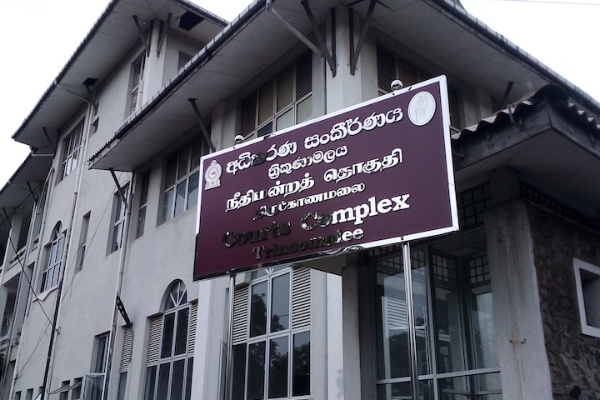 අධිකරණ සංකීර්ණය
ත්‍රිකුණාමලය
நீதிமன்றத் தொகுதி
திருகோணமலை
Courts Complex
Trincomalee